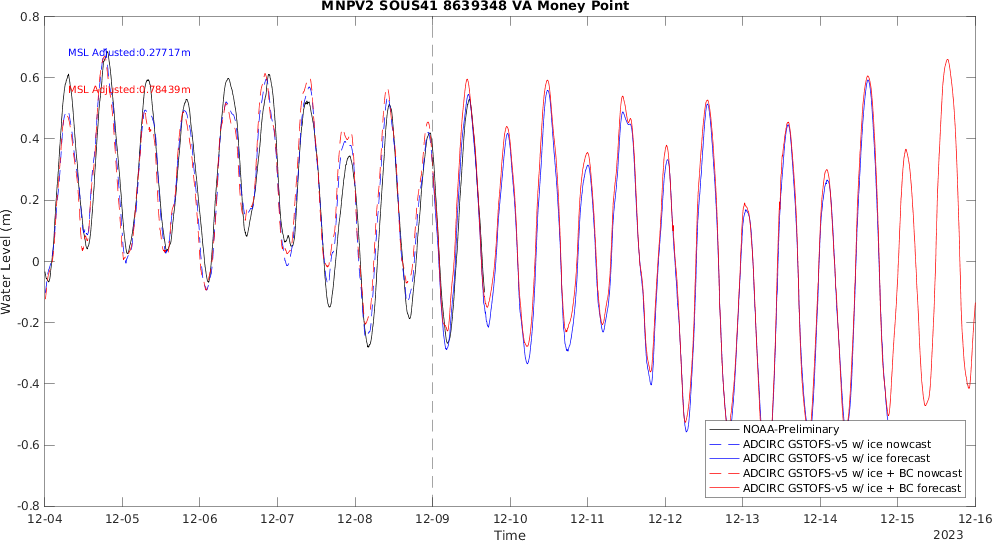 MNPV2 SOUS41 8639348 VA Money Point
MSL Adjusted:0.27717m
MSL Adjusted:0.78439m
Water Level (m)
0.8
0.6
0.4
0.2
0
-0.2
-0.4
-0.6
-0.8
NOAA-Preliminary
ADCIRC GSTOFS-v5 w/ ice nowcast
ADCIRC GSTOFS-v5 w/ ice forecast
ADCIRC GSTOFS-v5 w/ ice + BC nowcast
ADCIRC GSTOFS-v5 w/ ice + BC forecast
12-04 12-05 12-06 12-07 12-08 12-09 12-10 12-11 12-12 12-13 12-14 12-15 12-16
Time
2023